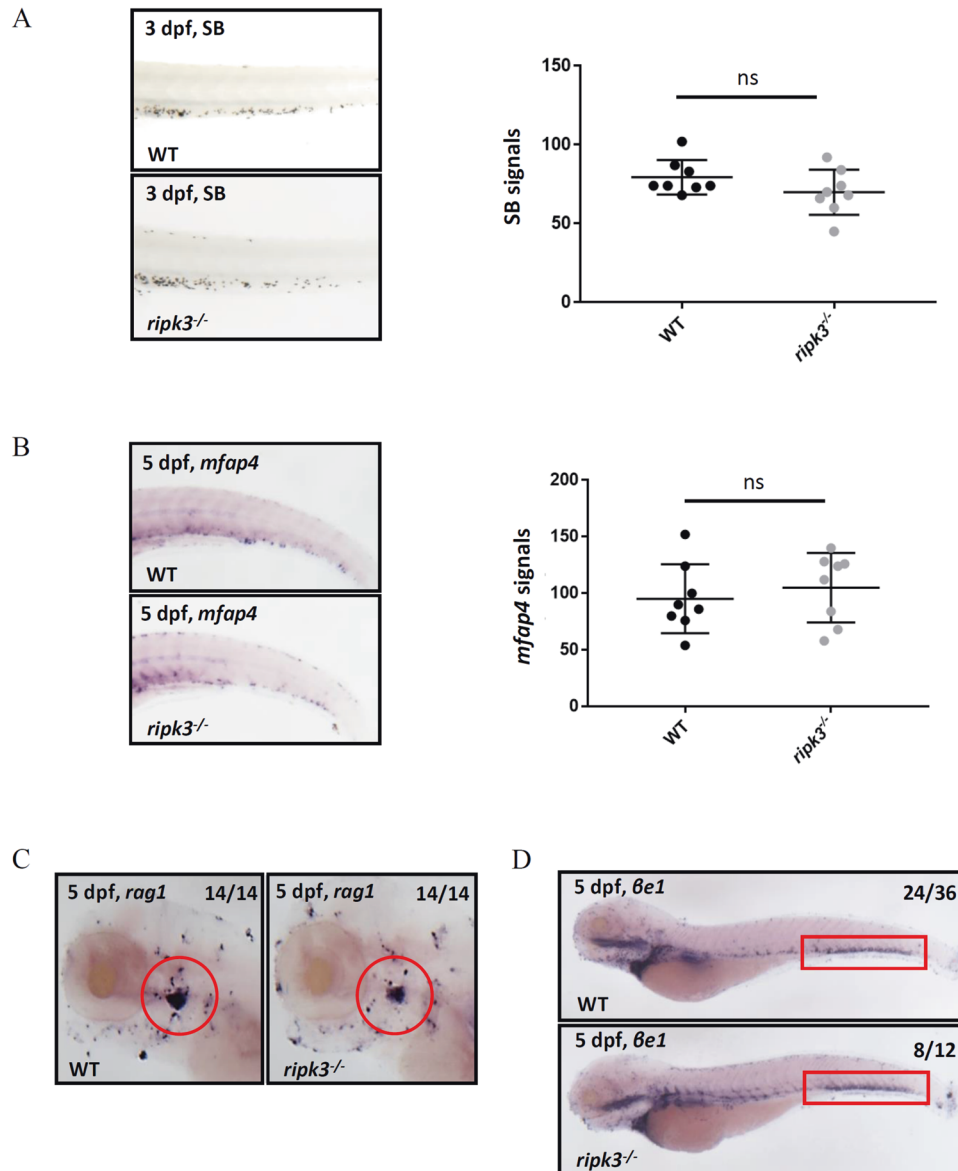 A
3 dpf, SB
WT
3 dpf, SB
ripk3-/-
SB signals
150
100
50
0
ns
WT
ripk3-/-
B
5 dpf, mfap4
WT
5 dpf, mfap4
ripk3-/-
mfap4 signals
200
150
100
50
0
ns
WT
ripk3-/-
C
5 dpf, rag1
14/14
WT
5 dpf, rag1
14/14
ripk3-/-
D
5 dpf, βe1
24/36
WT
5 dpf, βe1
8/12
ripk3-/-